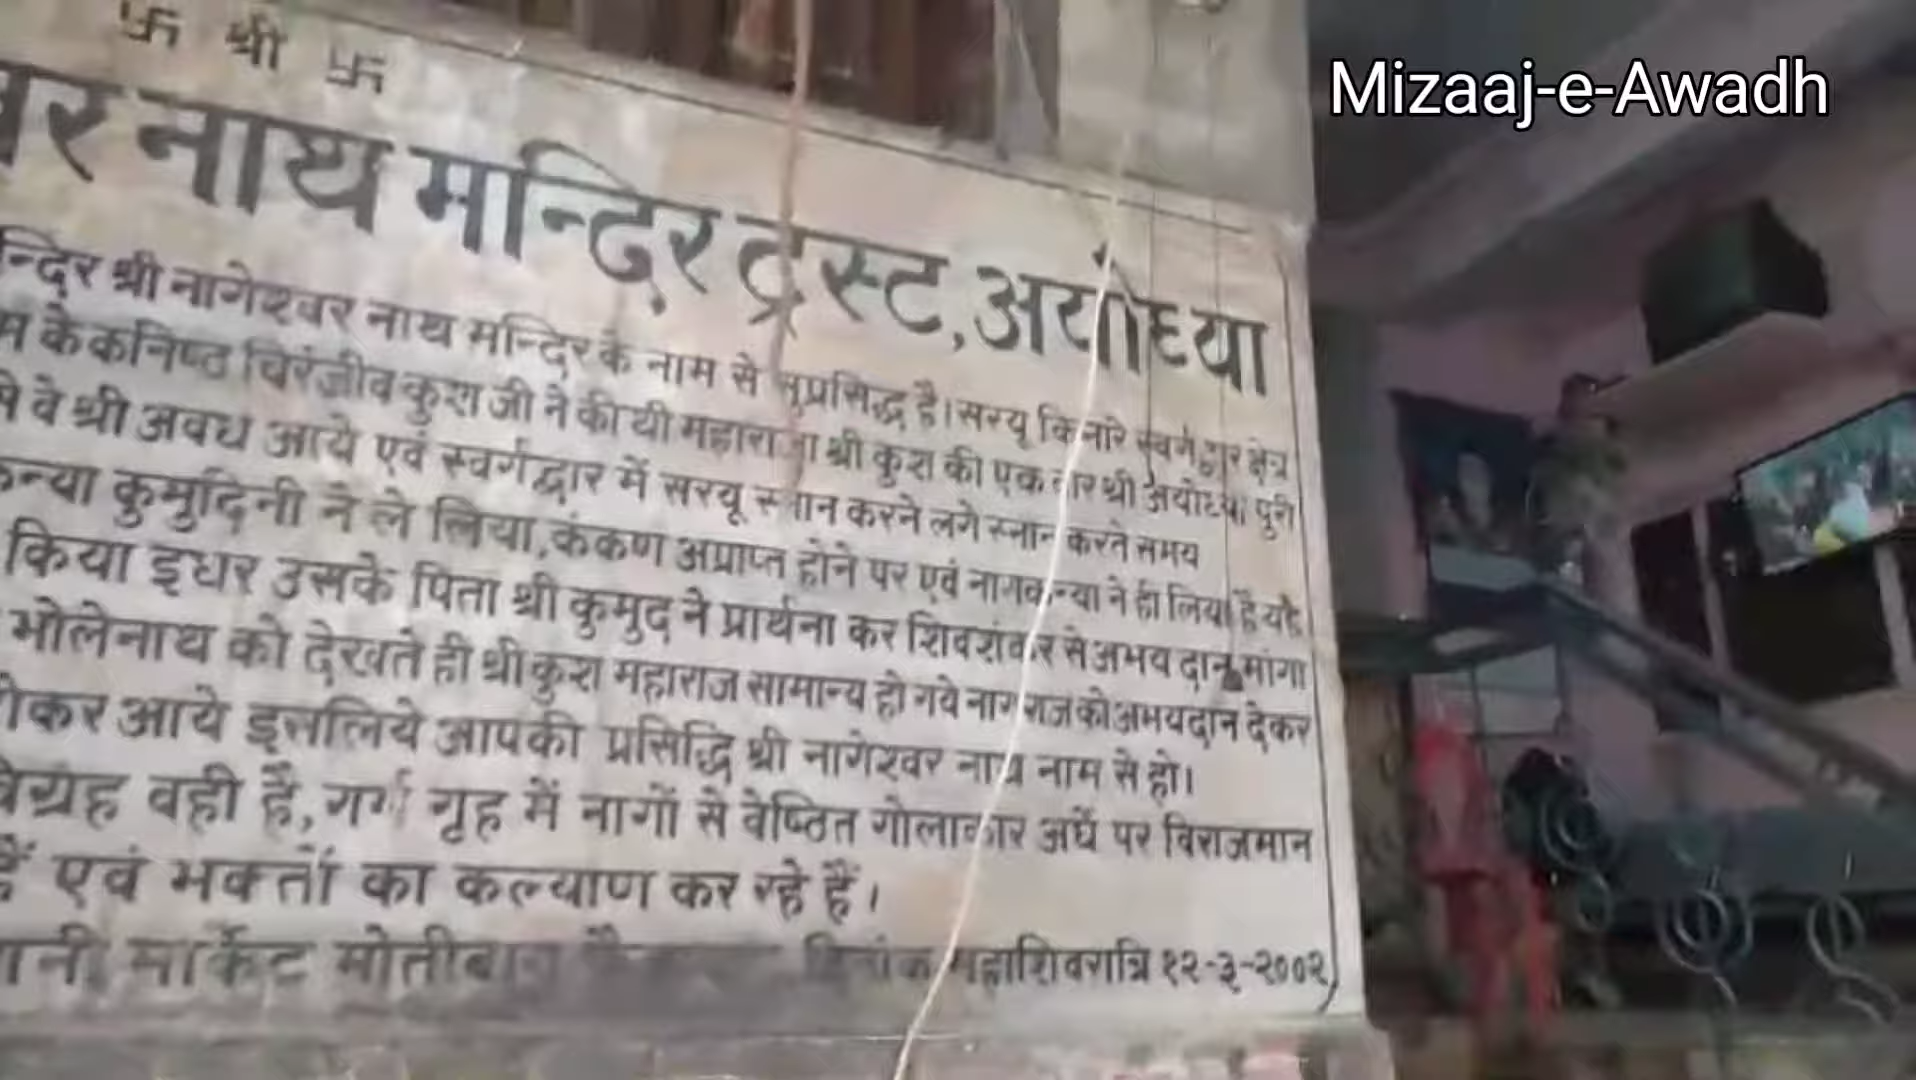 卐 श्री 卐
Mizaaj-e-Awadh
नाथ मन्दिर ट्रस्ट, अयोध्या
श्री नागेश्वर नाथ मन्दिर के नाम से सुप्रसिद्ध है। सरयू किनारे स्वर्गद्वार क्षेत्र
के कनिष्ठ चिरंजीव कुश जी ने की थी महाराजा श्री कुश की एक बार श्री अयोध्या पुरी
वे श्री अवध आये एवं स्वर्गद्वार में सरयू स्नान करने लगे स्नान करते समय
कुमुदिनी ने ले लिया, कंकण अप्राप्त होने पर एवं नागकन्या ने ही लिया है यह
किया इधर उसके पिता श्री कुमुद ने प्रार्थना कर शिवशंकर से अभय दान मांगा
भोलेनाथ को देखते ही श्री कुश महाराज सामान्य हो गये नागराज को अभयदान देकर
आये इसलिये आपकी प्रसिद्धि श्री नागेश्वर नाथ नाम से हो।
वही हैं, गर्भ गृह में नागों से वेष्ठित गोलाकार अर्घे पर विराजमान
हैं एवं भक्तों का कल्याण कर रहे हैं।
मार्केट दिनांक महाशिवरात्रि १२-३-२००२